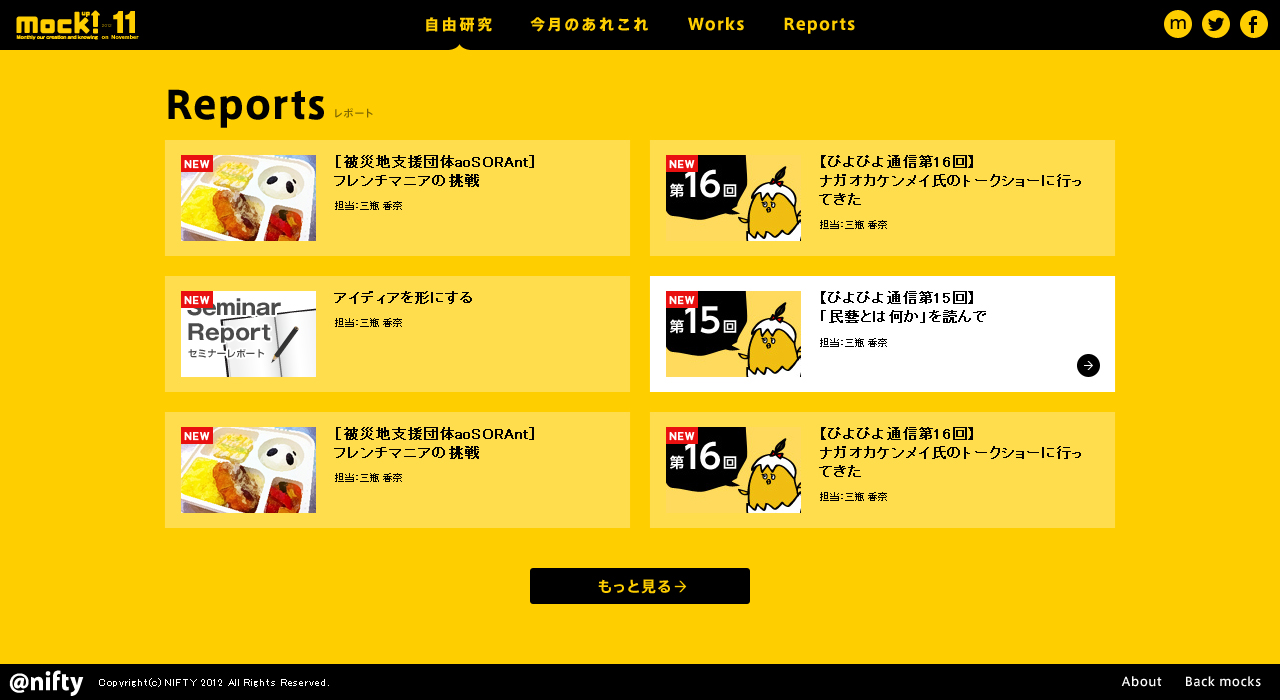 mock! up 2012 11
Monthly our creation and knowing on November
自由研究
今月のあれこれ
Works
Reports
m
Reports レポート
NEW
［被災地支援団体aoSORAnt］
フレンチマニアの挑戦
担当：三瓶 香奈
NEW
第16回
【ぴよぴよ通信第16回】
ナガオカケンメイ氏のトークショーに行っ
てきた
担当：三瓶 香奈
NEW
Seminar
Report
セミナーレポート
アイディアを形にする
担当：三瓶 香奈
NEW
第15回
【ぴよぴよ通信第15回】
「民藝とは何か」を読んで
担当：三瓶 香奈
NEW
［被災地支援団体aoSORAnt］
フレンチマニアの挑戦
担当：三瓶 香奈
NEW
第16回
【ぴよぴよ通信第16回】
ナガオカケンメイ氏のトークショーに行っ
てきた
担当：三瓶 香奈
もっと見る→
@nifty
Copyright(c) NIFTY 2012 All Rights Reserved.
About
Back mocks